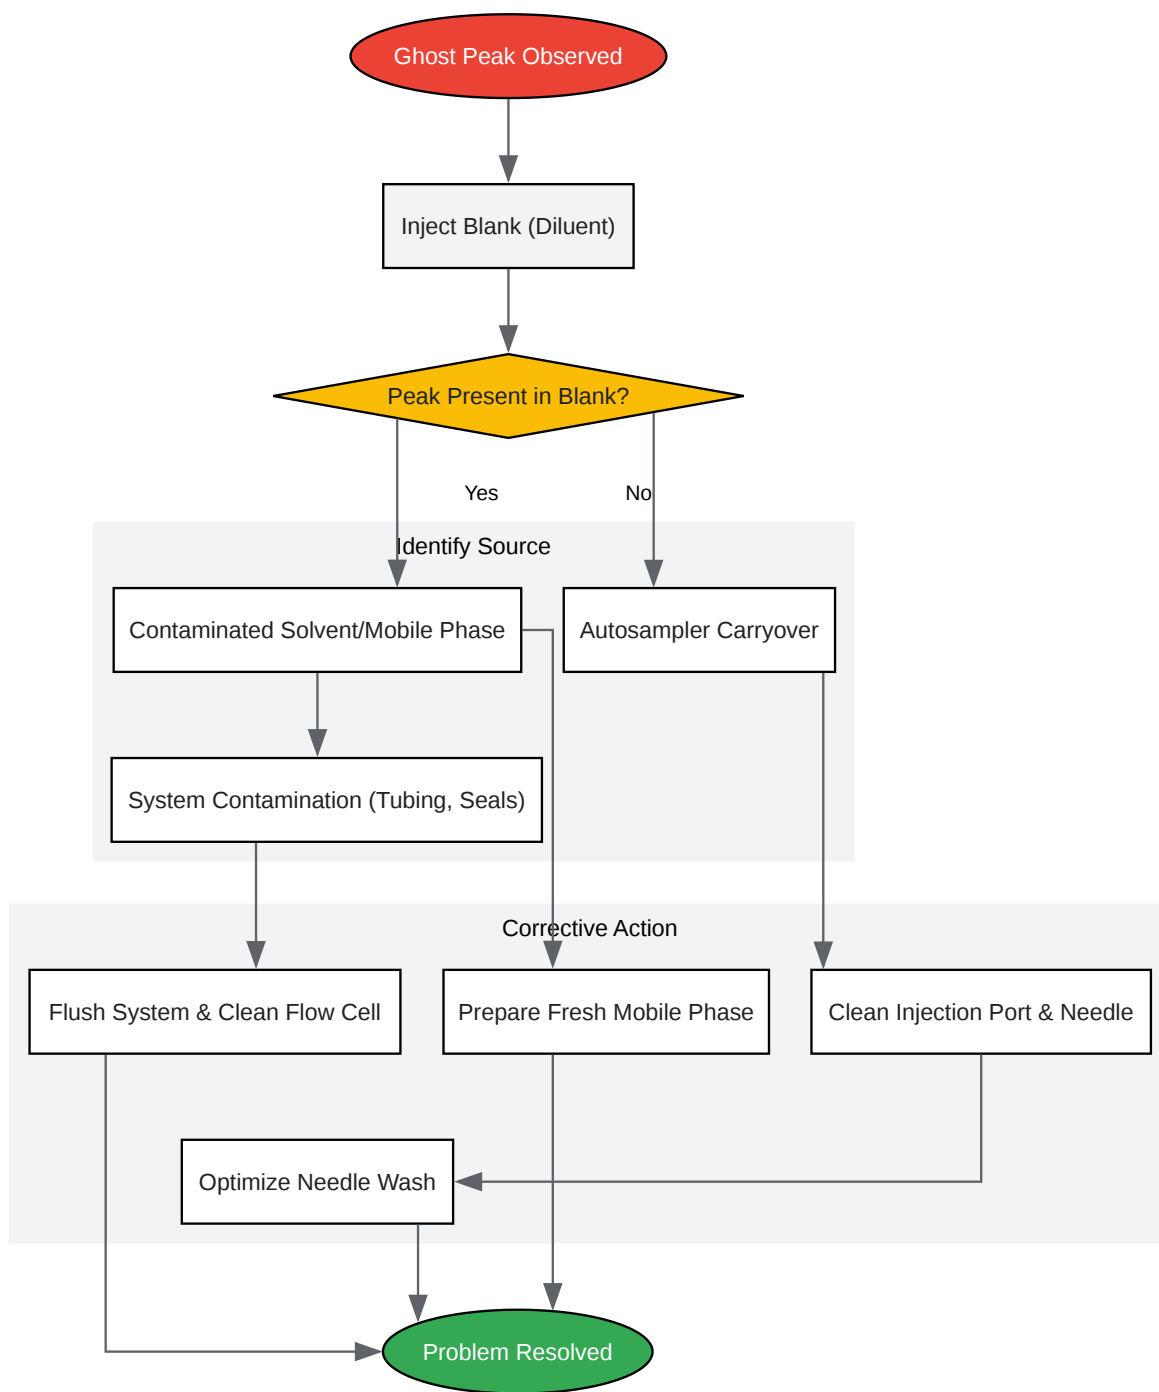 Ghost Peak Observed
Inject Blank (Diluent)
Peak Present in Blank?
Yes
No
Identify Source
Contaminated Solvent/Mobile Phase
Autosampler Carryover
System Contamination (Tubing, Seals)
Corrective Action
Flush System & Clean Flow Cell
Prepare Fresh Mobile Phase
Clean Injection Port & Needle
Optimize Needle Wash
Problem Resolved